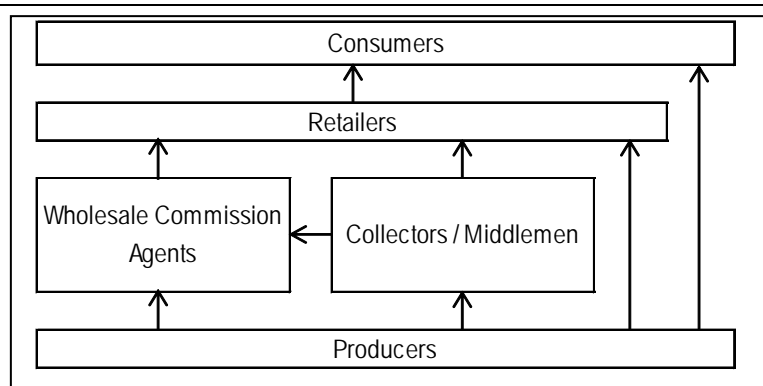 Consumers
Retailers
Wholesale Commission
Agents
Collectors / Middlemen
Producers